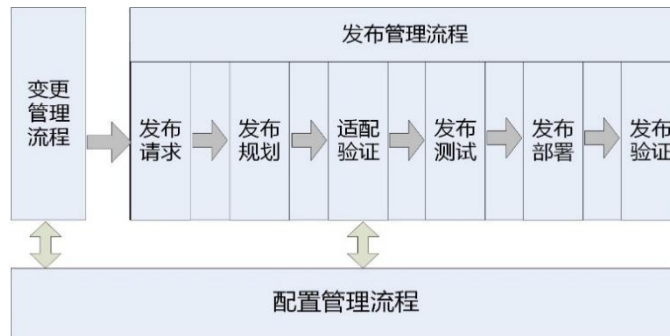 变更
管理
流程
发布管理流程
发布
请求
发布
规划
适配
验证
发布
测试
发布
部署
发布
验证
配置管理流程